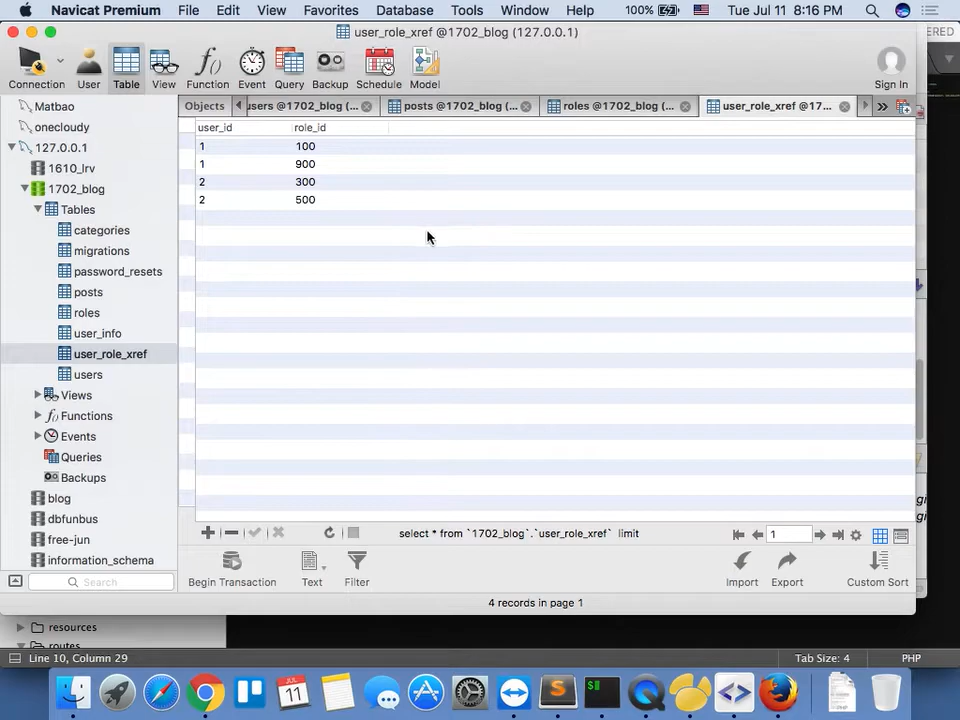 Navicat Premium File Edit View Favorites Database Tools Window Help 100% Tue Jul 11 8:16 PM
user_role_xref @1702_blog (127.0.0.1)
Connection User Table View Function Event Query Backup Schedule Model Sign In
Objects users @1702_blog (... posts @1702_blog (... roles @1702_blog (... user_role_xref @17...
Matbao
onecloudy
127.0.0.1
1610_lrv
1702_blog
Tables
categories
migrations
password_resets
posts
roles
user_info
user_role_xref
users
Views
Functions
Events
Queries
Backups
blog
dbfunbus
free-jun
information_schema
Search
user_id role_id
1 100
1 900
2 300
2 500
select * from `1702_blog`.`user_role_xref` limit
1
Begin Transaction Text Filter Import Export Custom Sort
4 records in page 1
resources
routes
Line 10, Column 29 Tab Size: 4 PHP
JUL
11